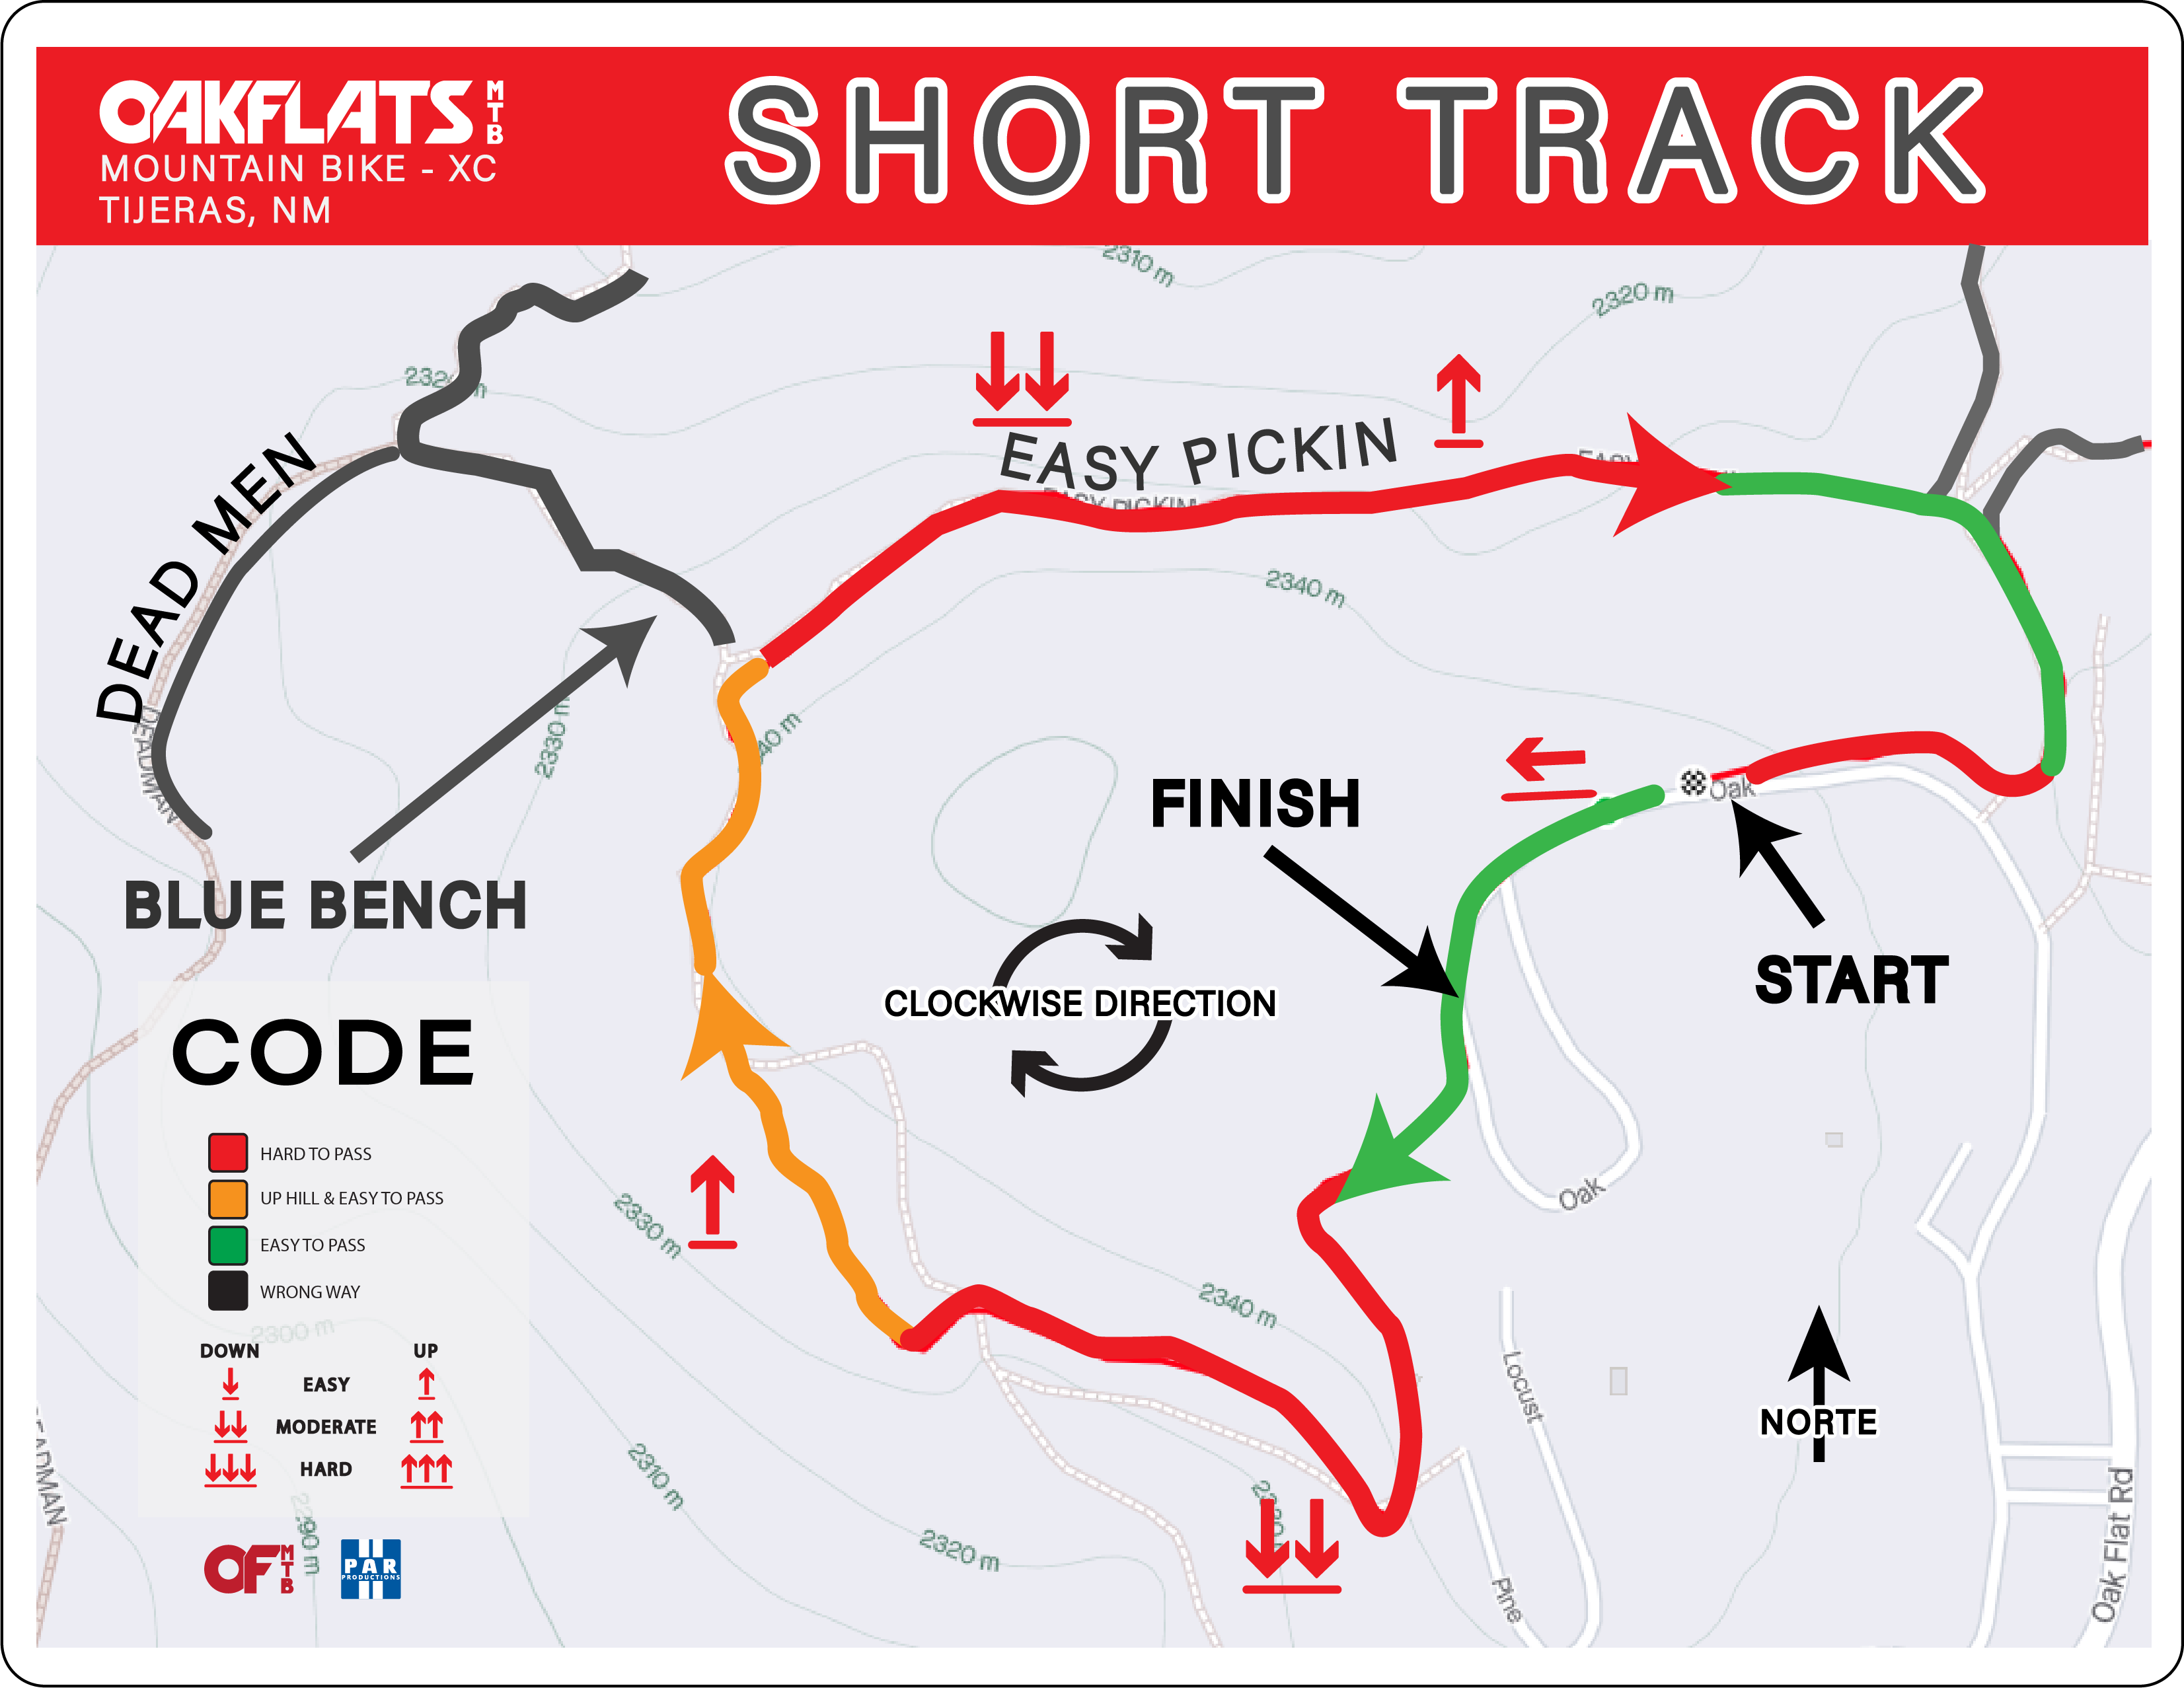 OAKFLATS MTB
MOUNTAIN BIKE - XC
TIJERAS, NM
SHORT TRACK
2310 m
2320 m
EASY PICKIN
EASY PICKIN
DEAD MEN
DEADMAN
2340 m
2330 m
BLUE BENCH
FINISH
Oak
START
CLOCKWISE DIRECTION
CODE
HARD TO PASS
UP HILL & EASY TO PASS
EASY TO PASS
WRONG WAY
2300 m
DOWN
UP
EASY
MODERATE
HARD
2290 m
2330 m
2310 m
2320 m
2340 m
Oak
Locust
Pine
NORTE
Oak Flat Rd
OF MTB
PAR
PRODUCTIONS